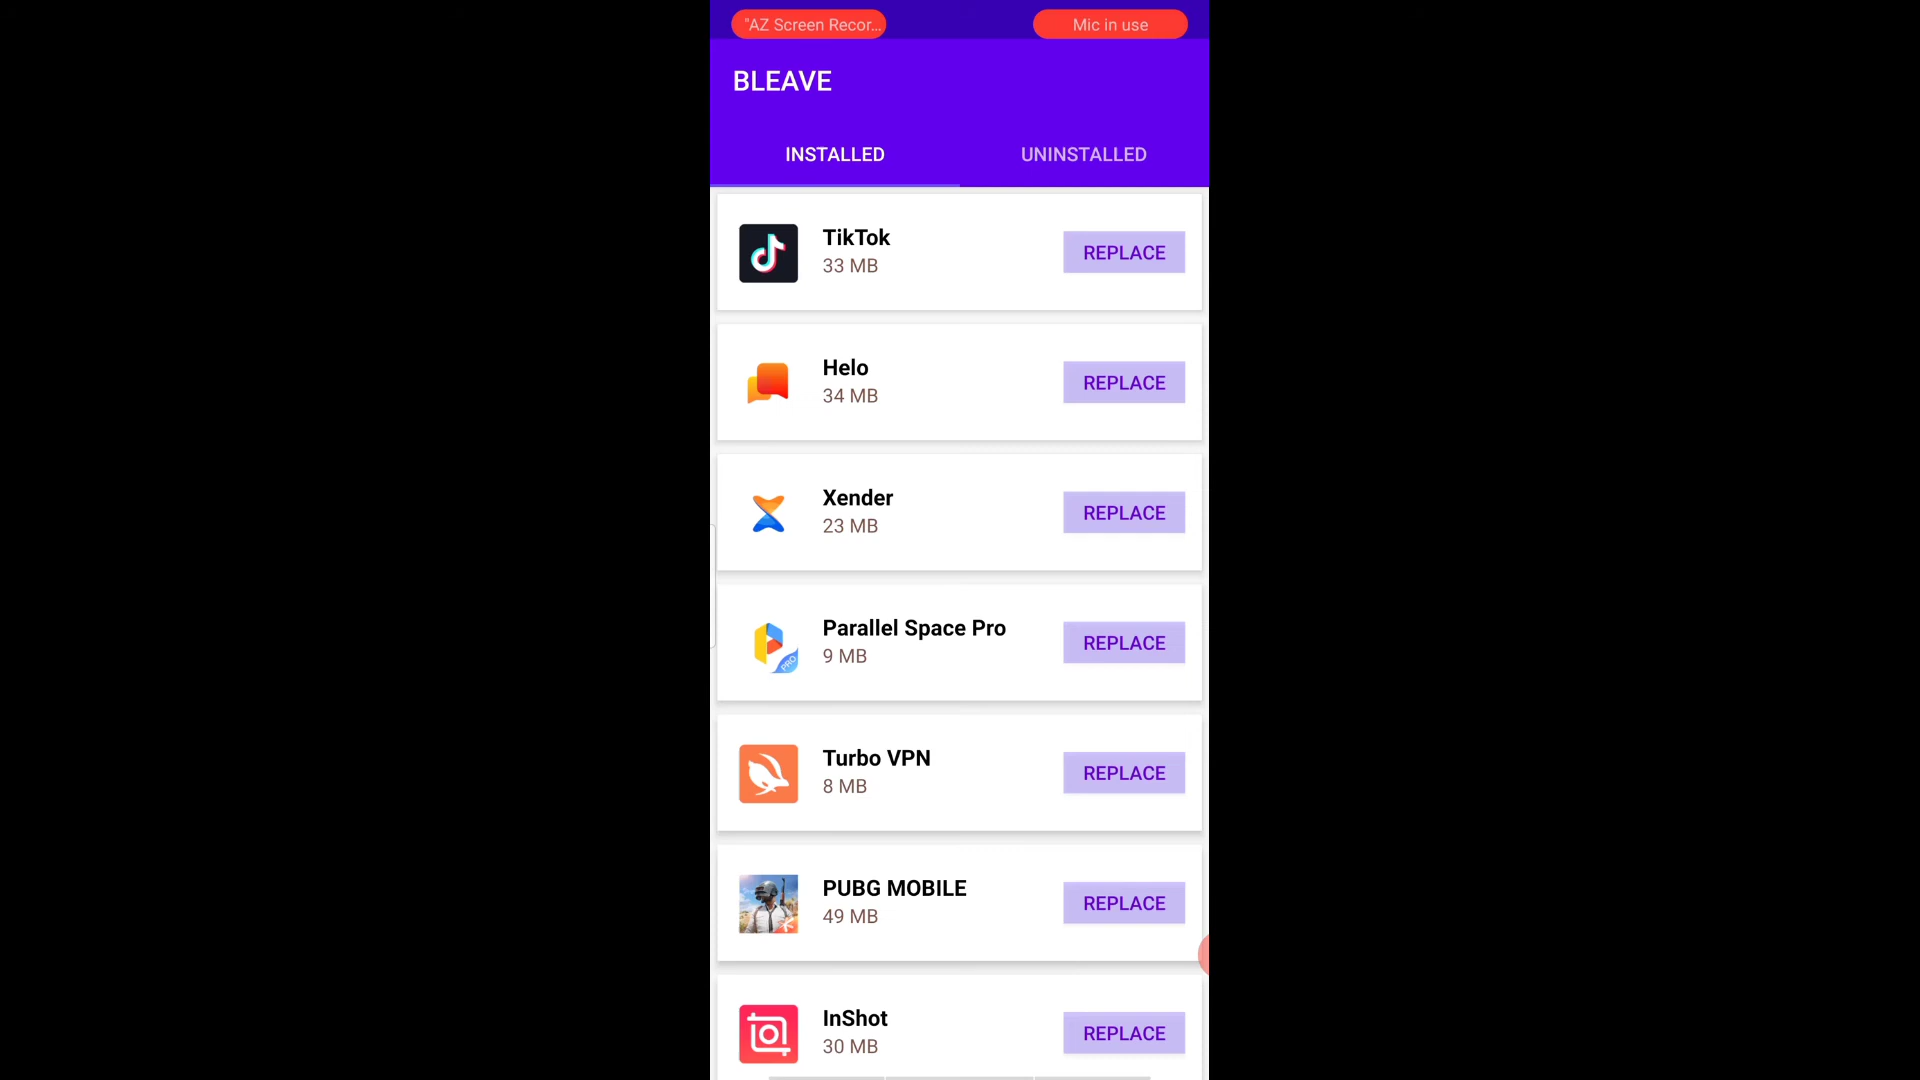 "AZ Screen Recor...
Mic in use
BLEAVE
INSTALLED
UNINSTALLED
TikTok
33 MB
REPLACE
Helo
34 MB
REPLACE
Xender
23 MB
REPLACE
Parallel Space Pro
9 MB
REPLACE
PRO
Turbo VPN
8 MB
REPLACE
PUBG MOBILE
49 MB
REPLACE
InShot
30 MB
REPLACE